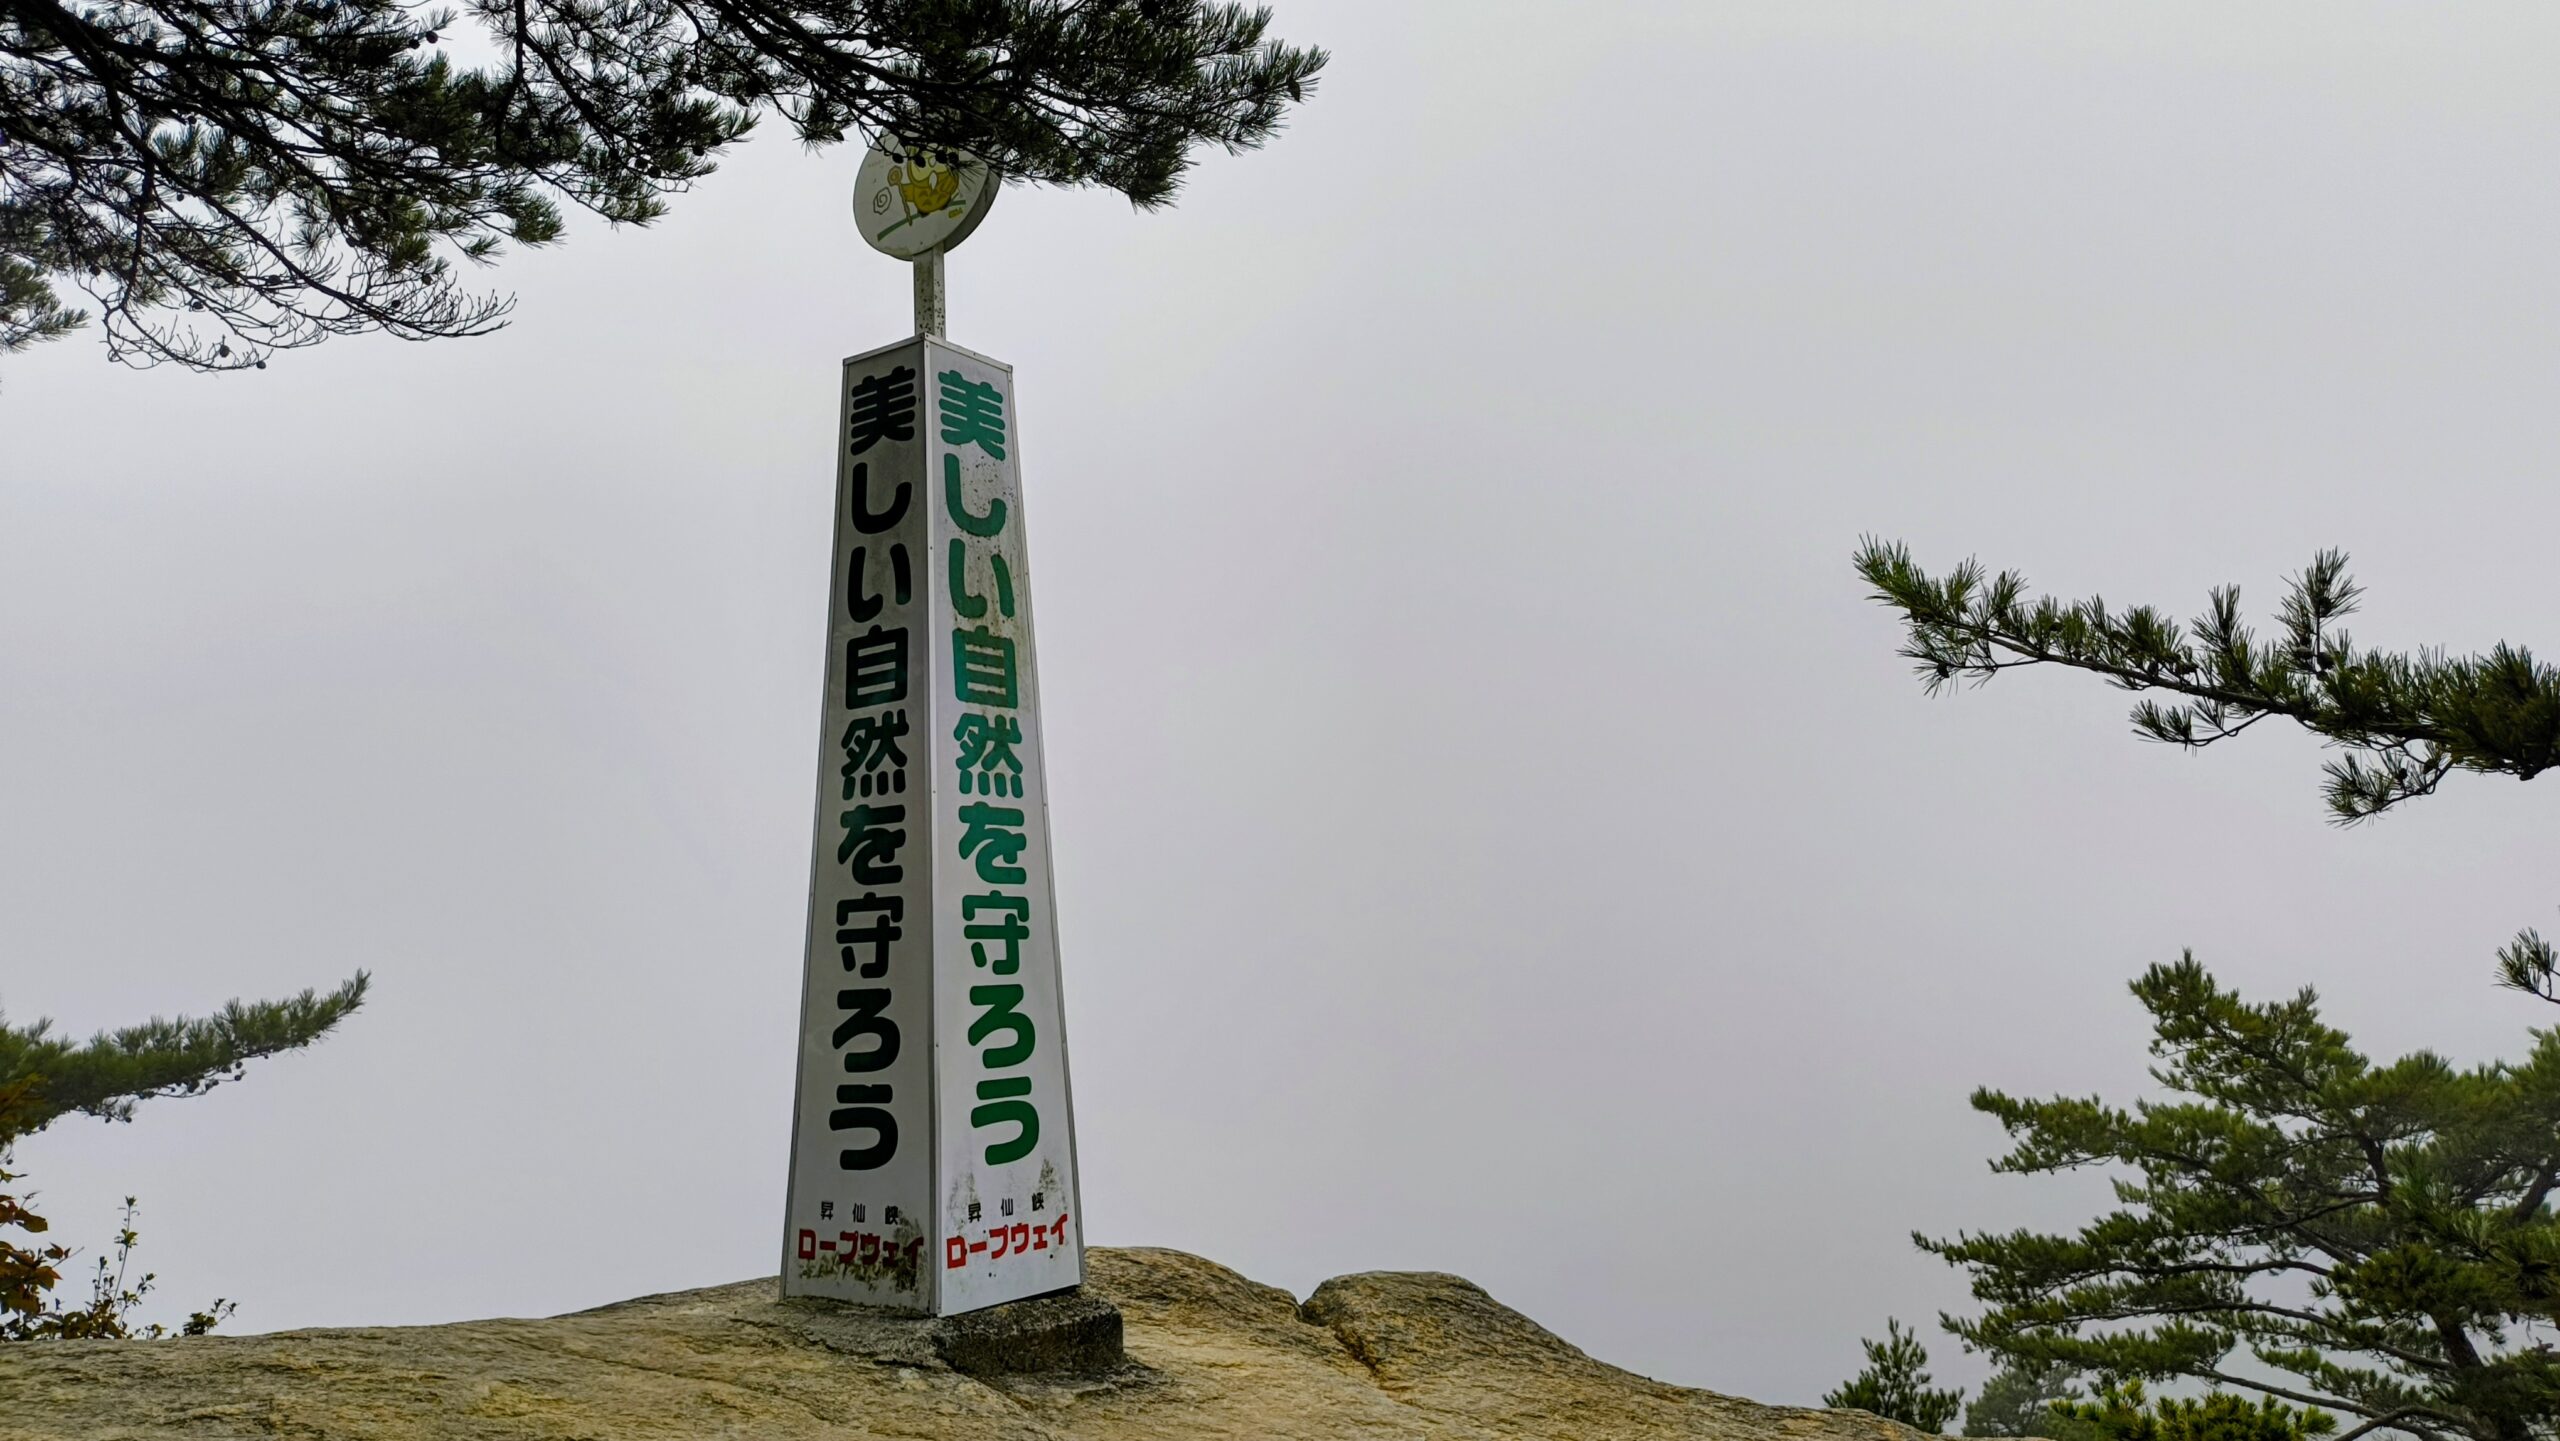 美しい自然を守ろう
昇仙峡
ロープウェイ
美しい自然を守ろう
昇仙峡
ロープウェイ